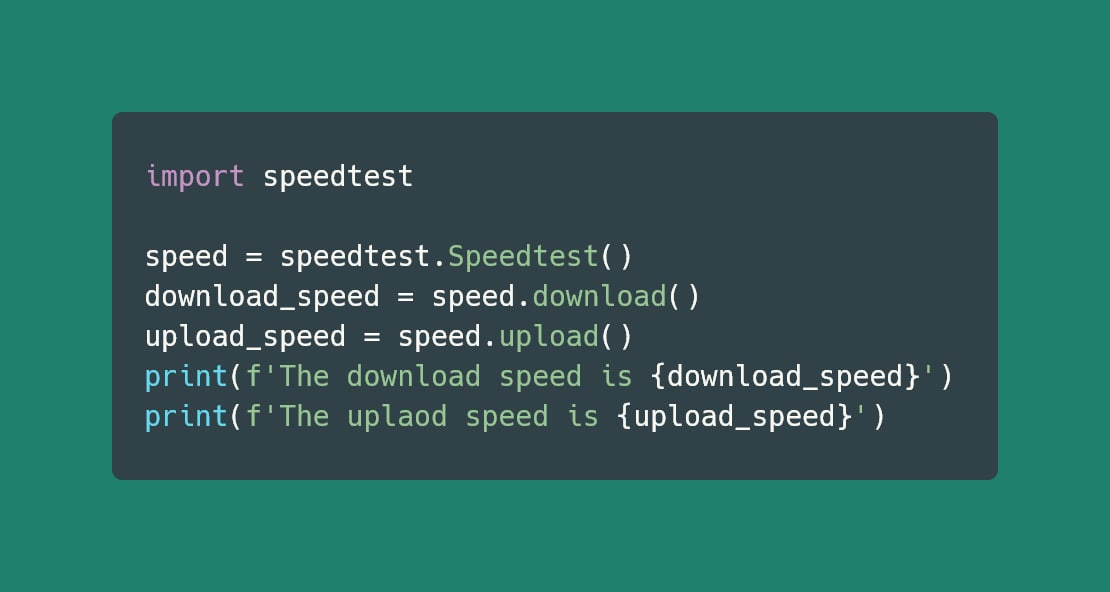 import speedtest

speed = speedtest.Speedtest()
download_speed = speed.download()
upload_speed = speed.upload()
print(f'The download speed is {download_speed}')
print(f'The uplaod speed is {upload_speed}')